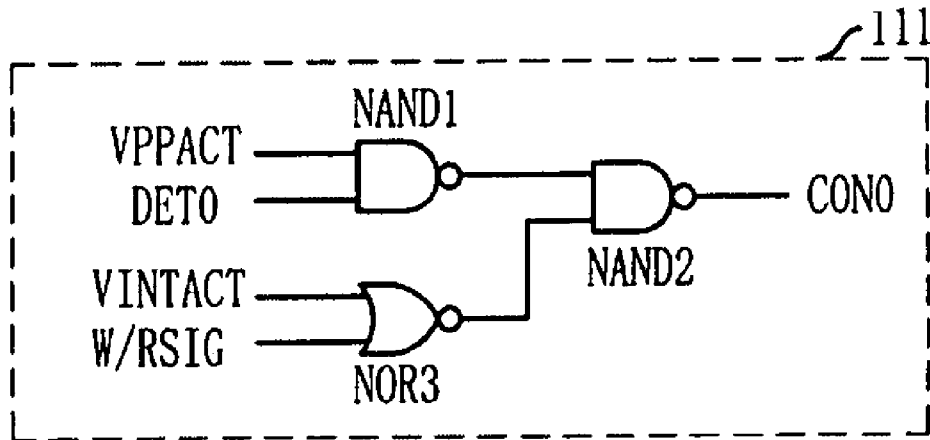 111
NAND1
VPPACT
DET0
CON0
NAND2
VINTACT
W/RSIG
NOR3